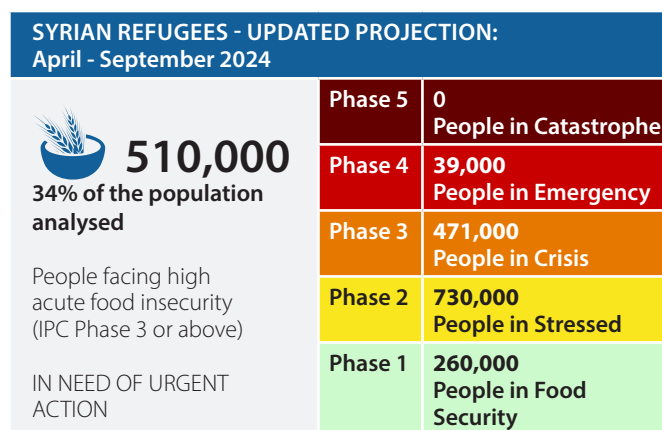 SYRIAN REFUGEES - UPDATED PROJECTION:
April - September 2024
510,000
34% of the population
analysed
People facing high
acute food insecurity
(IPC Phase 3 or above)
IN NEED OF URGENT
ACTION
Phase 5
0
People in Catastrophe
Phase 4
39,000
People in Emergency
Phase 3
471,000
People in Crisis
Phase 2
730,000
People in Stressed
Phase 1
260,000
People in Food
Security